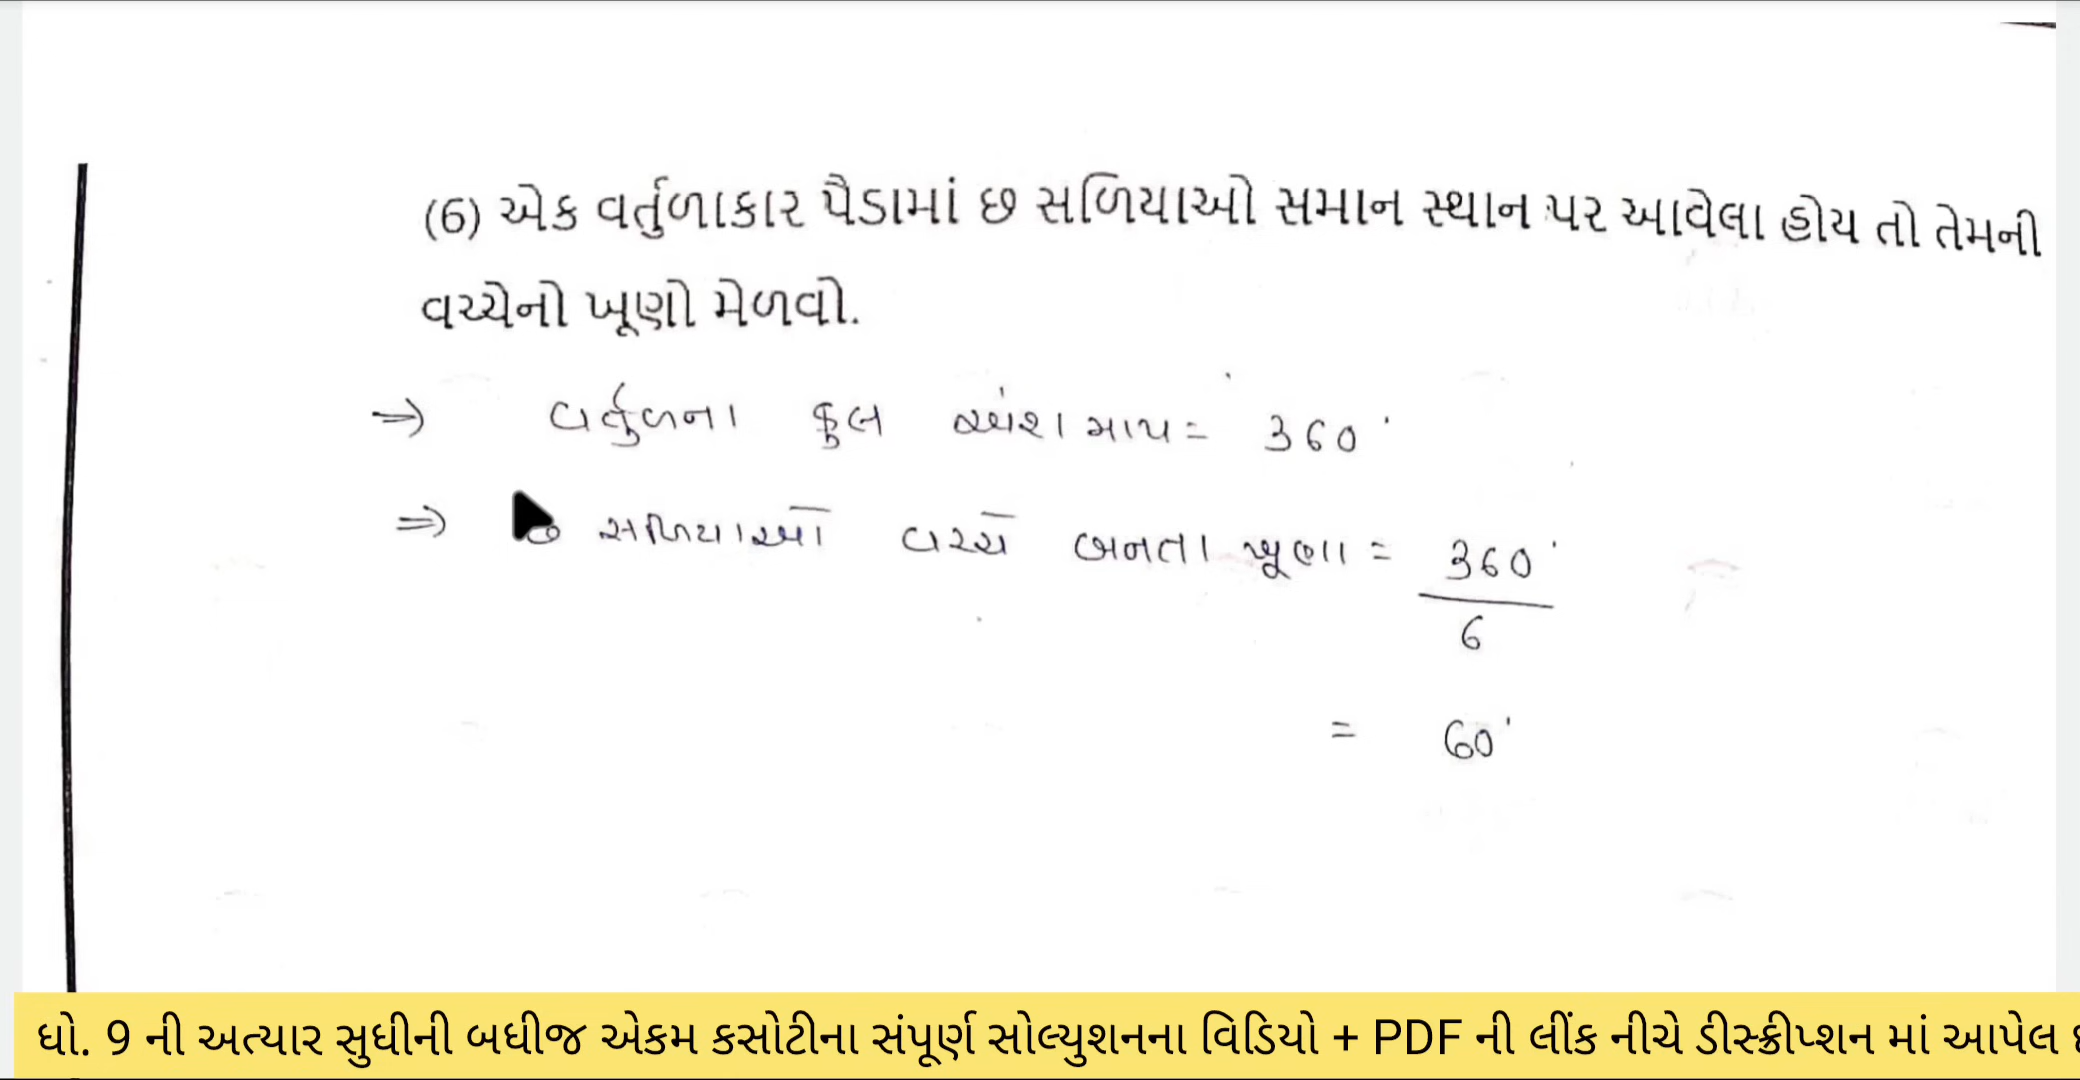 (6) એક વર્તુળાકાર પૈડામાં છ સળિયાઓ સમાન સ્થાન પર આવેલા હોય તો તેમની
વચ્ચેનો ખૂણો મેળવો.
⇒ વર્તુળના કુલ અંશ માપ = 360°
⇒ સળિયાઓ વચ્ચે બનતા ખૂણા = 360°
6
= 60°
ધો. 9 ની અત્યાર સુધીની બધીજ એકમ કસોટીના સંપૂર્ણ સોલ્યુશનના વિડિયો + PDF ની લીંક નીચે ડીસ્ક્રીપ્શન માં આપેલ